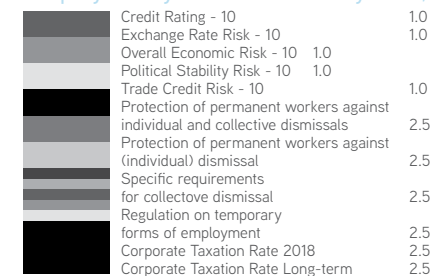 Credit Rating - 10 1.0
Exchange Rate Risk - 10 1.0
Overall Economic Risk - 10 1.0
Political Stability Risk - 10 1.0
Trade Credit Risk - 10 1.0
Protection of permanent workers against
individual and collective dismissals 2.5
Protection of permanent workers against
(individual) dismissal 2.5
Specific requirements
for collectove dismissal 2.5
Regulation on temporary
forms of employment 2.5
Corporate Taxation Rate 2018 2.5
Corporate Taxation Rate Long-term 2.5